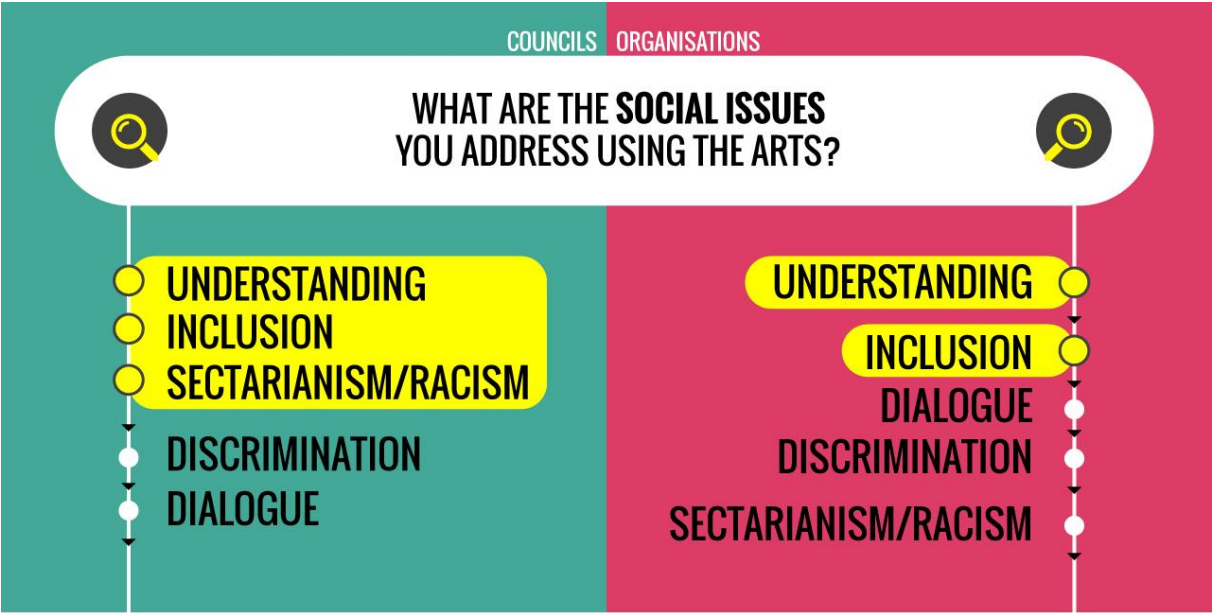 COUNCILS ORGANISATIONS
WHAT ARE THE SOCIAL ISSUES
YOU ADDRESS USING THE ARTS?
UNDERSTANDING
INCLUSION
SECTARIANISM/RACISM
DISCRIMINATION
DIALOGUE
UNDERSTANDING
INCLUSION
DIALOGUE
DISCRIMINATION
SECTARIANISM/RACISM